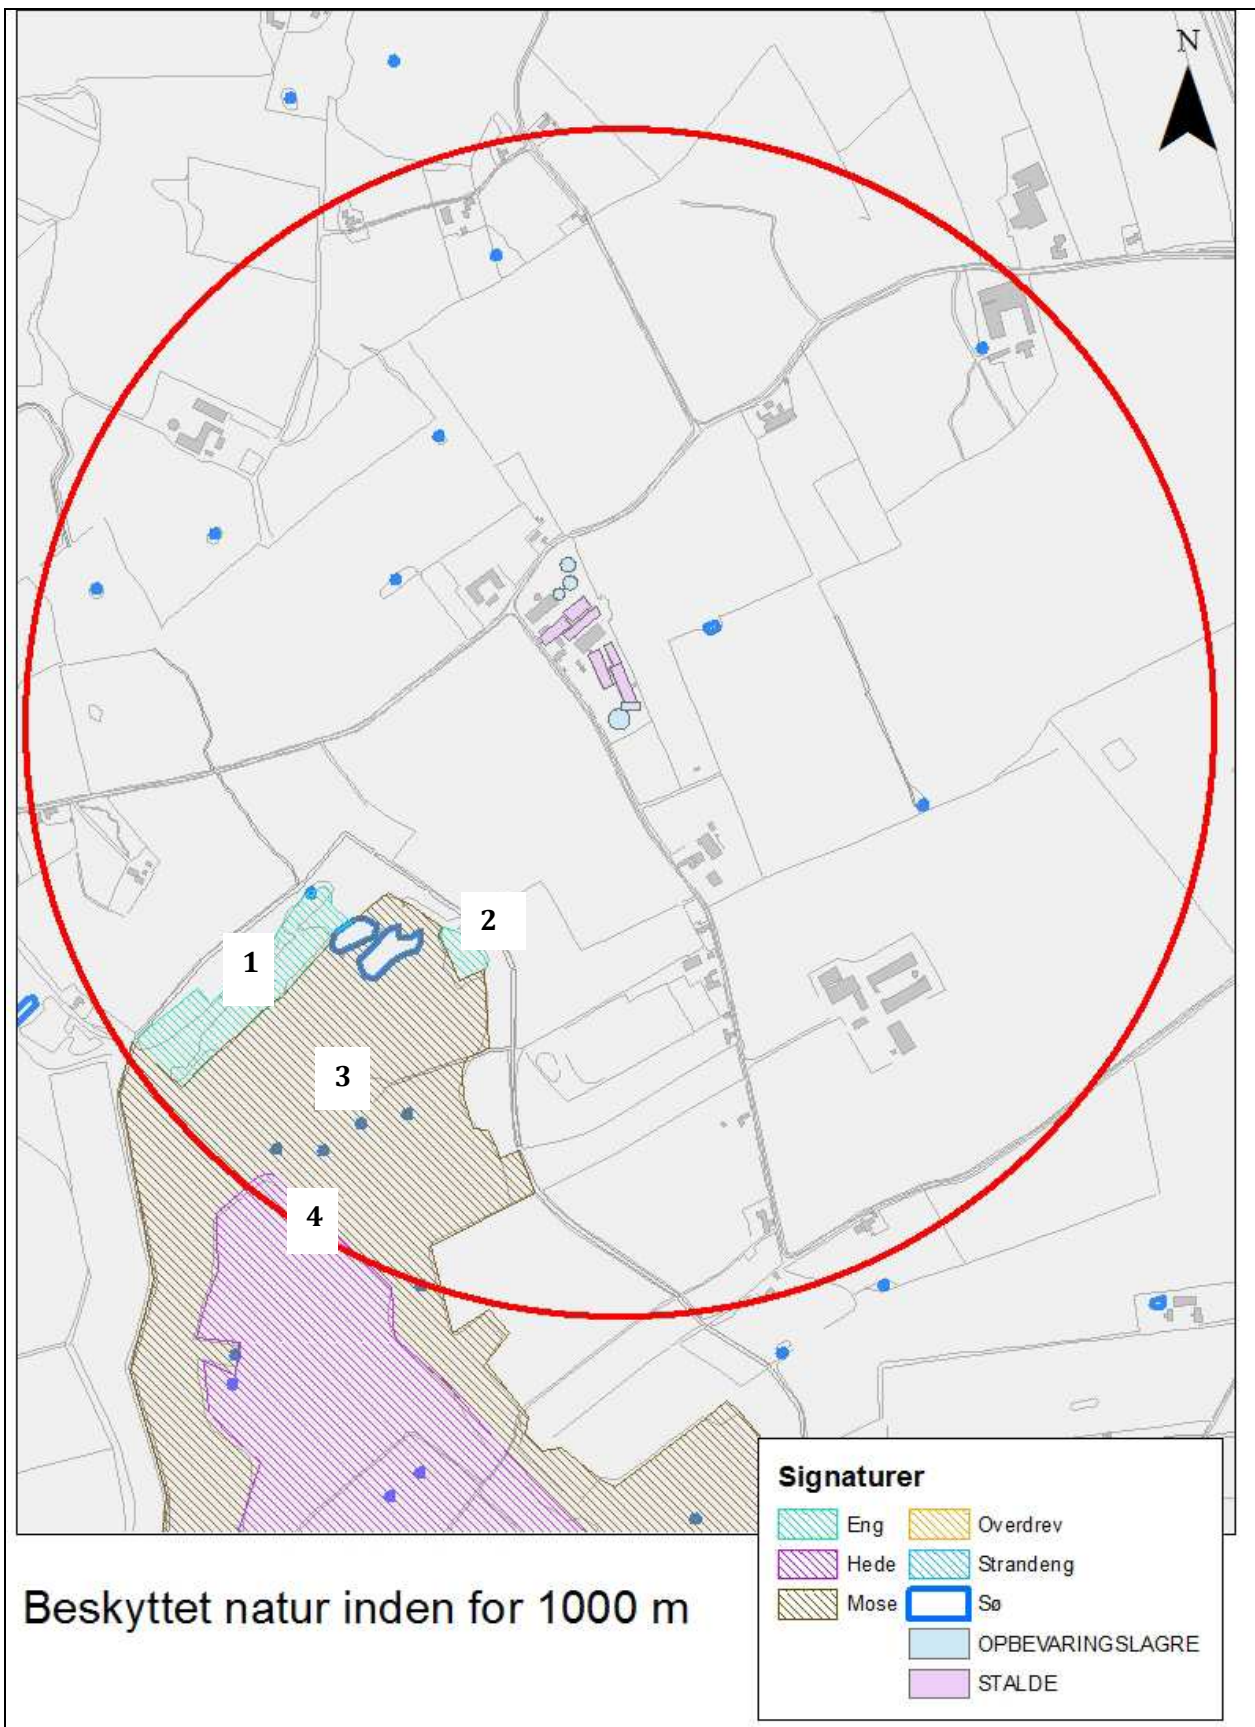 N
2
1
3
4
Signaturer
Eng
Overdrev
Hede
Strandeng
Mose
Sø
OPBEVARINGSLAGRE
STALDE
Beskyttet natur inden for 1000 m